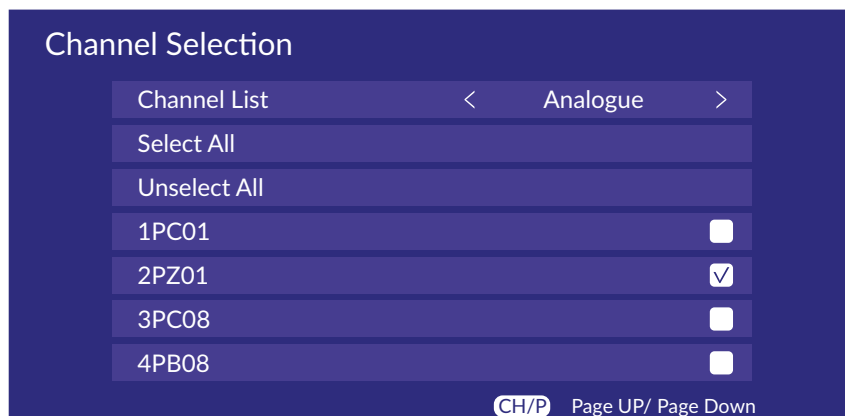 Channel Selection
Channel List < Analogue >
Select All
Unselect All
1PC01
2PZ01
3PC08
4PB08
CH/P Page UP/ Page Down